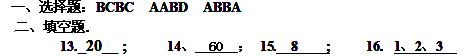 一、选择题：BCBC AABD ABBA
二、填空题.
13. 20 ； 14、 60 ； 15. 8 ； 16. 1、2、3